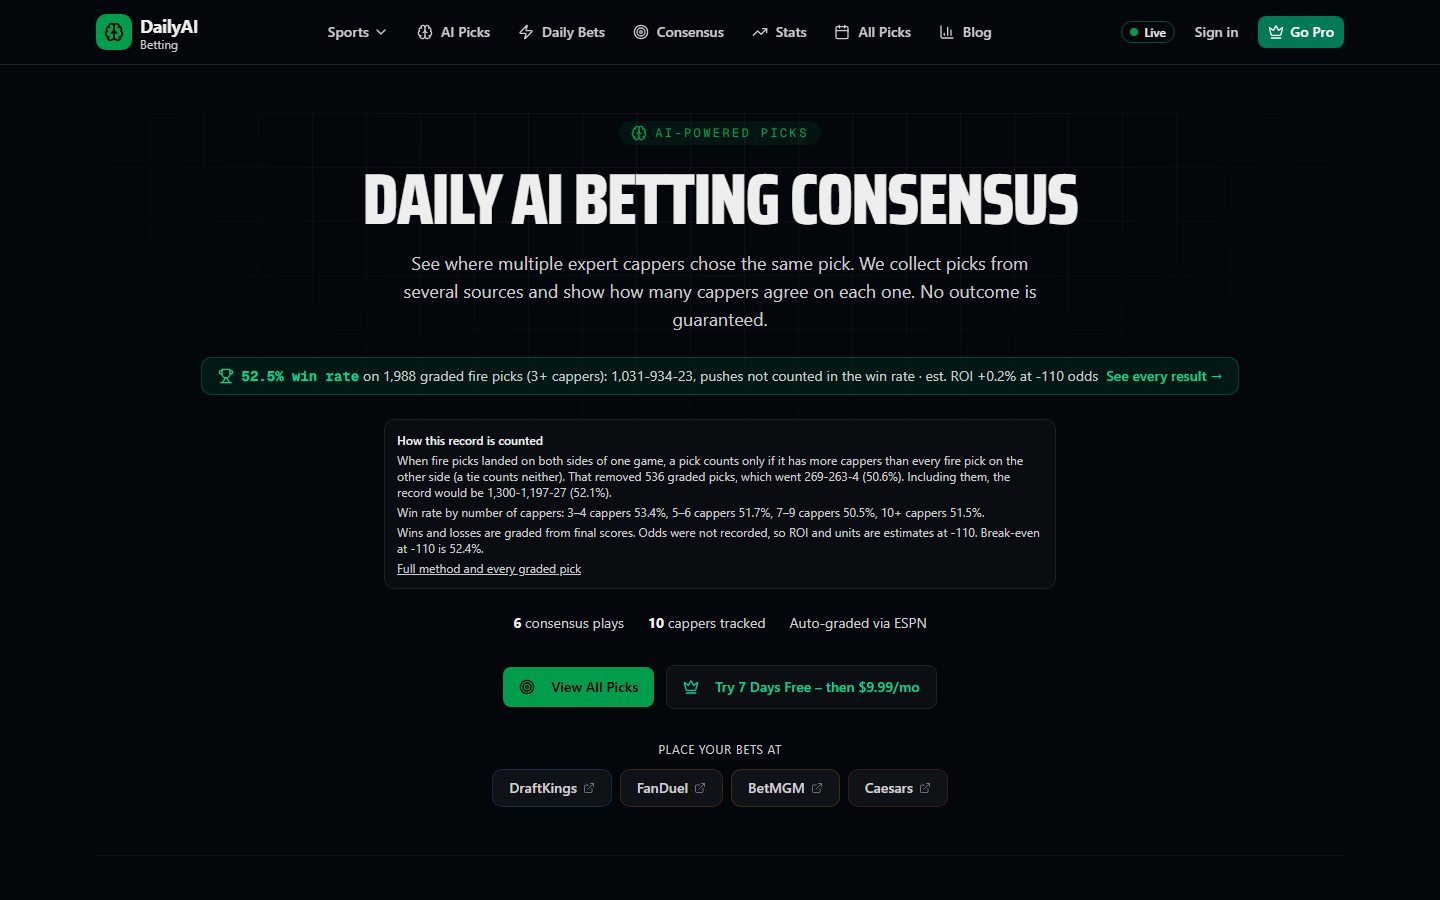 DailyAI
Betting
Sports
AI Picks
Daily Bets
Consensus
Stats
All Picks
Blog
Live
Sign in
Go Pro
AI-POWERED PICKS
DAILY AI BETTING CONSENSUS
See where multiple expert cappers chose the same pick. We collect picks from
several sources and show how many cappers agree on each one. No outcome is
guaranteed.
52.5% win rate on 1,988 graded fire picks (3+ cappers): 1,031-934-23, pushes not counted in the win rate · est. ROI +0.2% at -110 odds See every result →
How this record is counted
When fire picks landed on both sides of one game, a pick counts only if it has more cappers than every fire pick on the
other side (a tie counts neither). That removed 536 graded picks, which went 269-263-4 (50.6%). Including them, the
record would be 1,300-1,197-27 (52.1%).
Win rate by number of cappers: 3–4 cappers 53.4%, 5–6 cappers 51.7%, 7–9 cappers 50.5%, 10+ cappers 51.5%.
Wins and losses are graded from final scores. Odds were not recorded, so ROI and units are estimates at -110. Break-even
at -110 is 52.4%.
Full method and every graded pick
6 consensus plays
10 cappers tracked
Auto-graded via ESPN
View All Picks
Try 7 Days Free – then $9.99/mo
PLACE YOUR BETS AT
DraftKings
FanDuel
BetMGM
Caesars